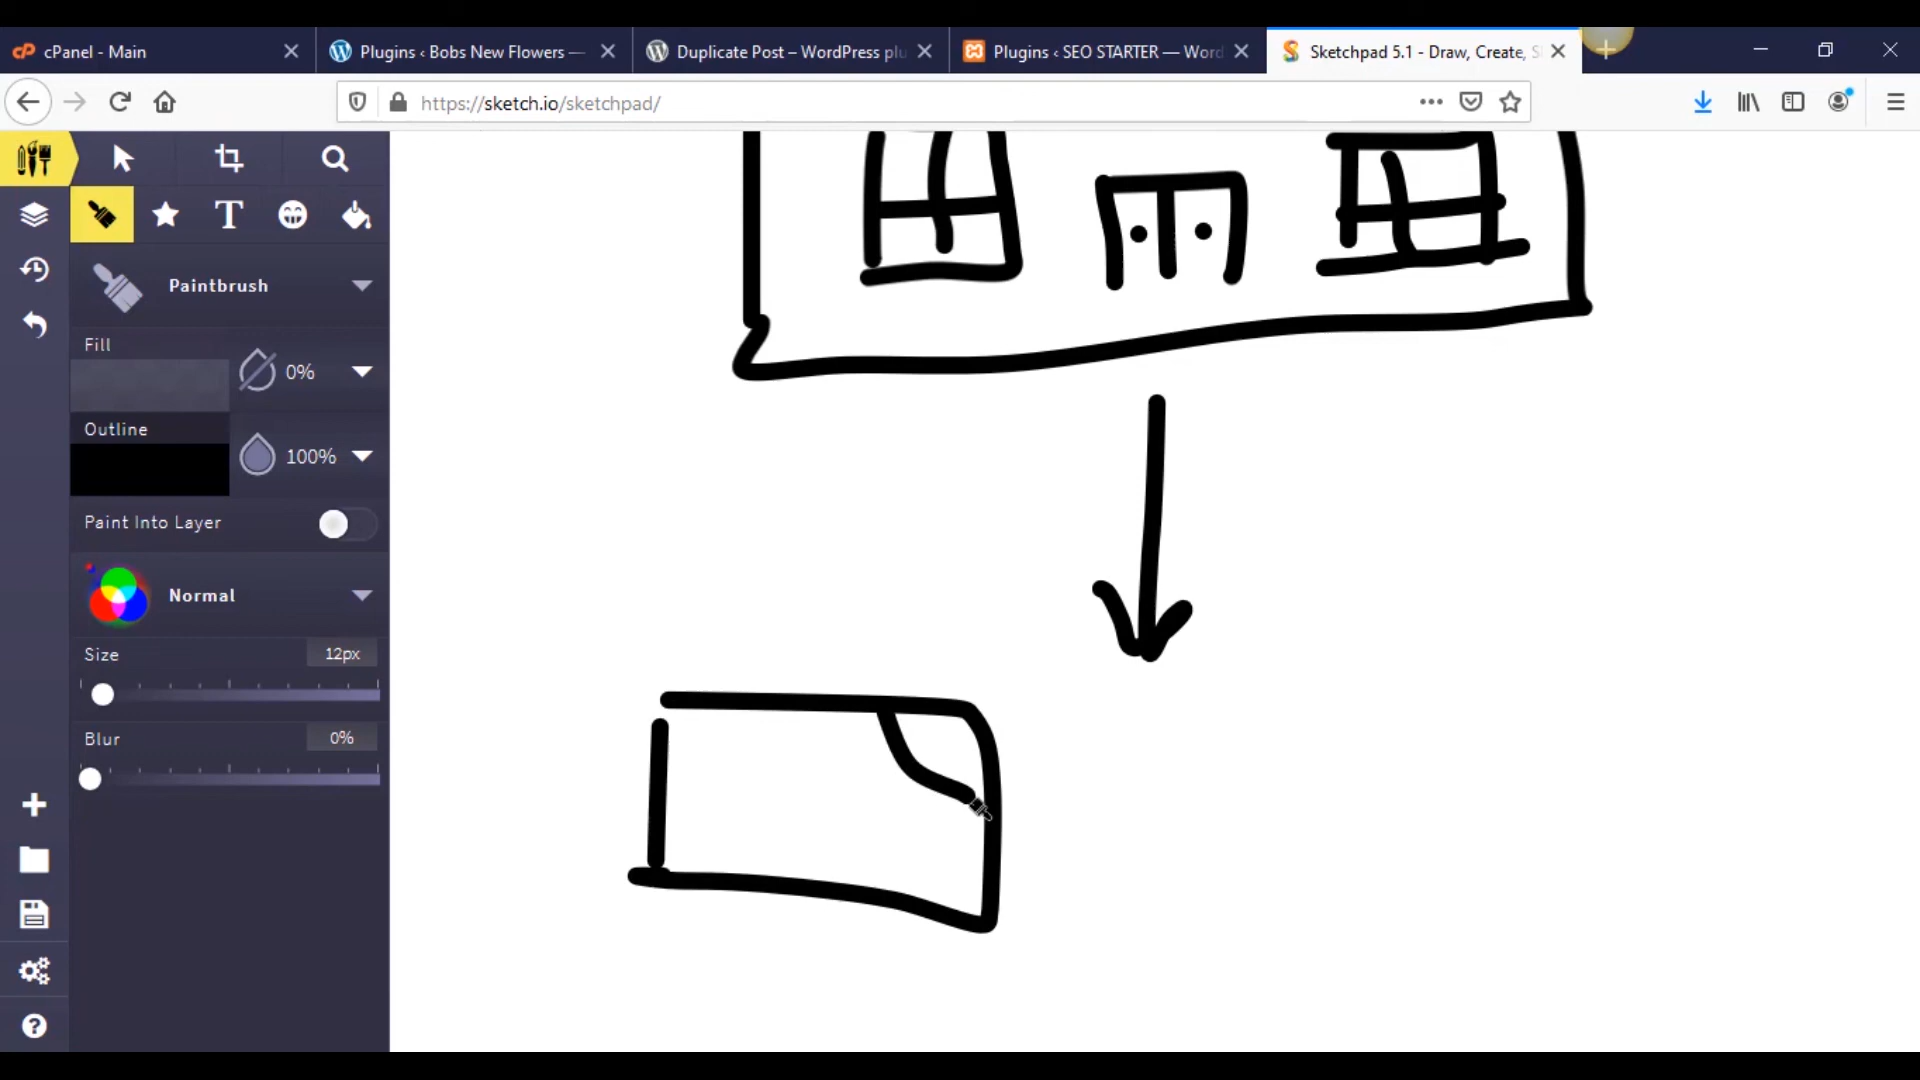 cPanel - Main
Plugins ‹ Bobs New Flowers —
Duplicate Post – WordPress plu
Plugins ‹ SEO STARTER — Word
Sketchpad 5.1 - Draw, Create, S
https://sketch.io/sketchpad/
T
Paintbrush
Fill
0%
Outline
100%
Paint Into Layer
Normal
Size
12px
Blur
0%